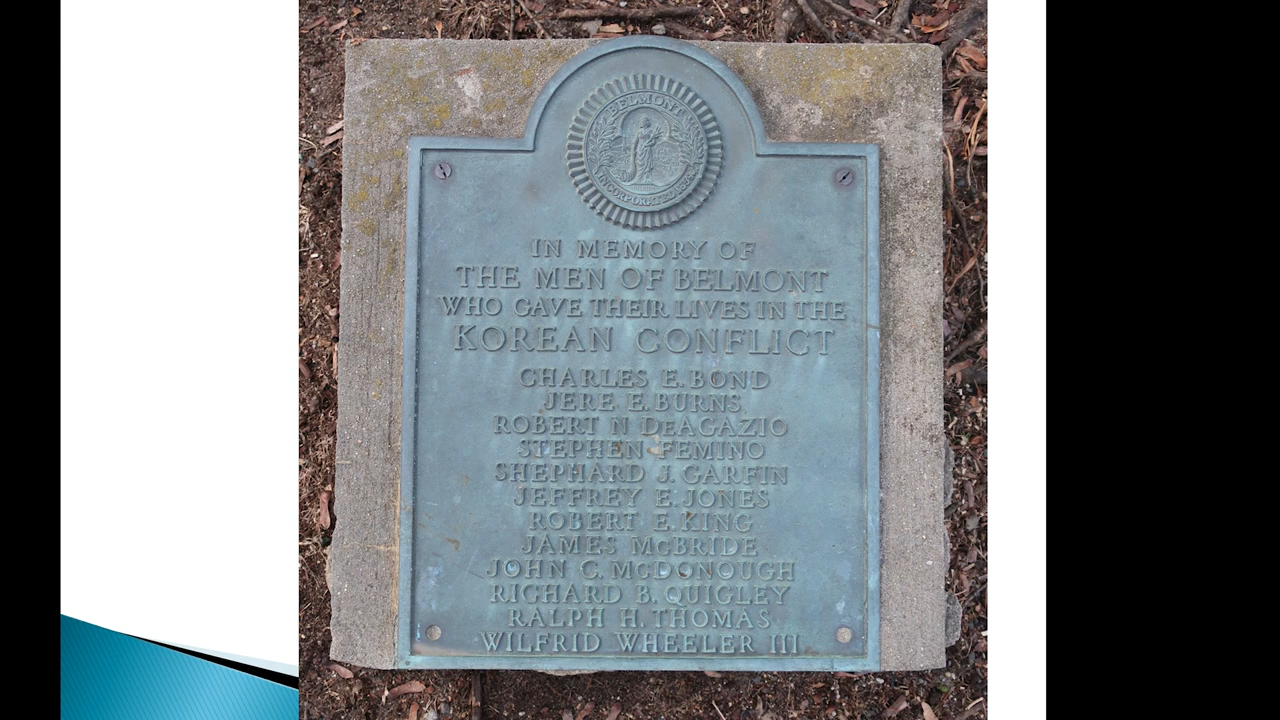 BELMONT
INCORPORATED
IN MEMORY OF
THE MEN OF BELMONT
WHO GAVE THEIR LIVES IN THE
KOREAN CONFLICT
CHARLES E. BOND
JERE E. BURNS
ROBERT N DEAGAZIO
STEPHEN FEMINO
SHEPHARD J. GARFIN
JEFFREY E. JONES
ROBERT E. KING
JAMES MCBRIDE
JOHN C. MCDONOUGH
RICHARD B. QUIGLEY
RALPH H. THOMAS
WILFRID WHEELER III